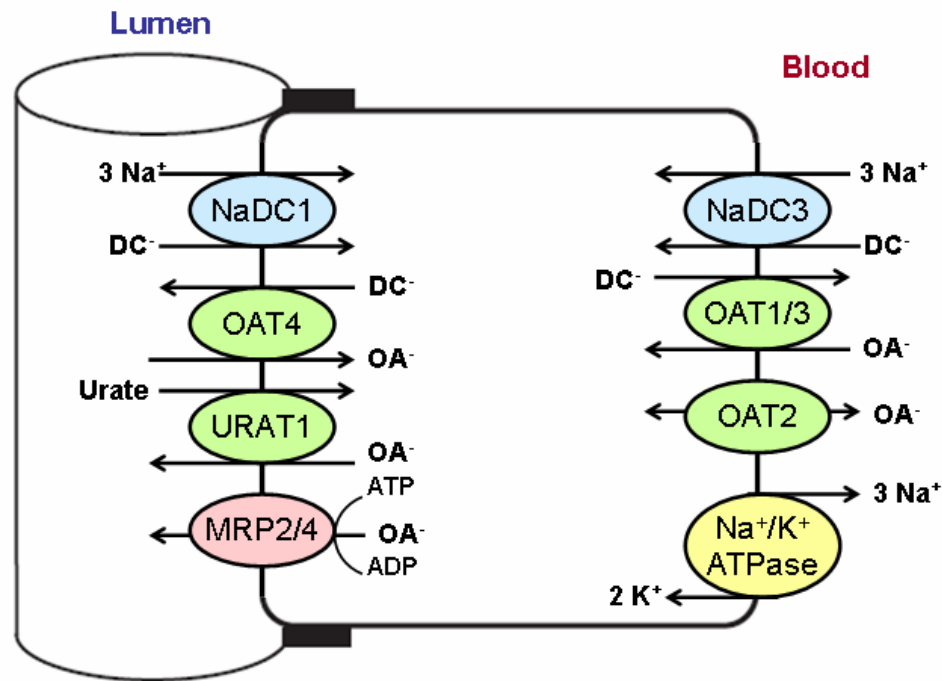 Lumen
Blood
3 Na⁺
NaDC1
DC⁻
DC⁻
OAT4
OA⁻
Urate
URAT1
OA⁻
ATP
MRP2/4
OA⁻
ADP
3 Na⁺
NaDC3
DC⁻
DC⁻
OAT1/3
OA⁻
OAT2
OA⁻
3 Na⁺
Na⁺/K⁺
ATPase
2 K⁺